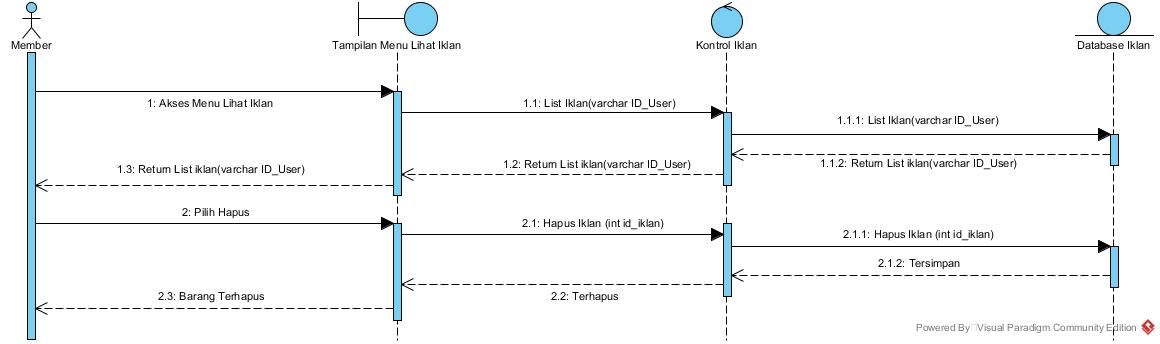 Member
Tampilan Menu Lihat Iklan
Kontrol Iklan
Database Iklan
1: Akses Menu Lihat Iklan
1.1: List Iklan(varchar ID_User)
1.1.1: List Iklan(varchar ID_User)
1.1.2: Return List iklan(varchar ID_User)
1.2: Return List iklan(varchar ID_User)
1.3: Return List iklan(varchar ID_User)
2: Pilih Hapus
2.1: Hapus Iklan (int id_iklan)
2.1.1: Hapus Iklan (int id_iklan)
2.1.2: Tersimpan
2.2: Terhapus
2.3: Barang Terhapus
Powered By Visual Paradigm Community Edition